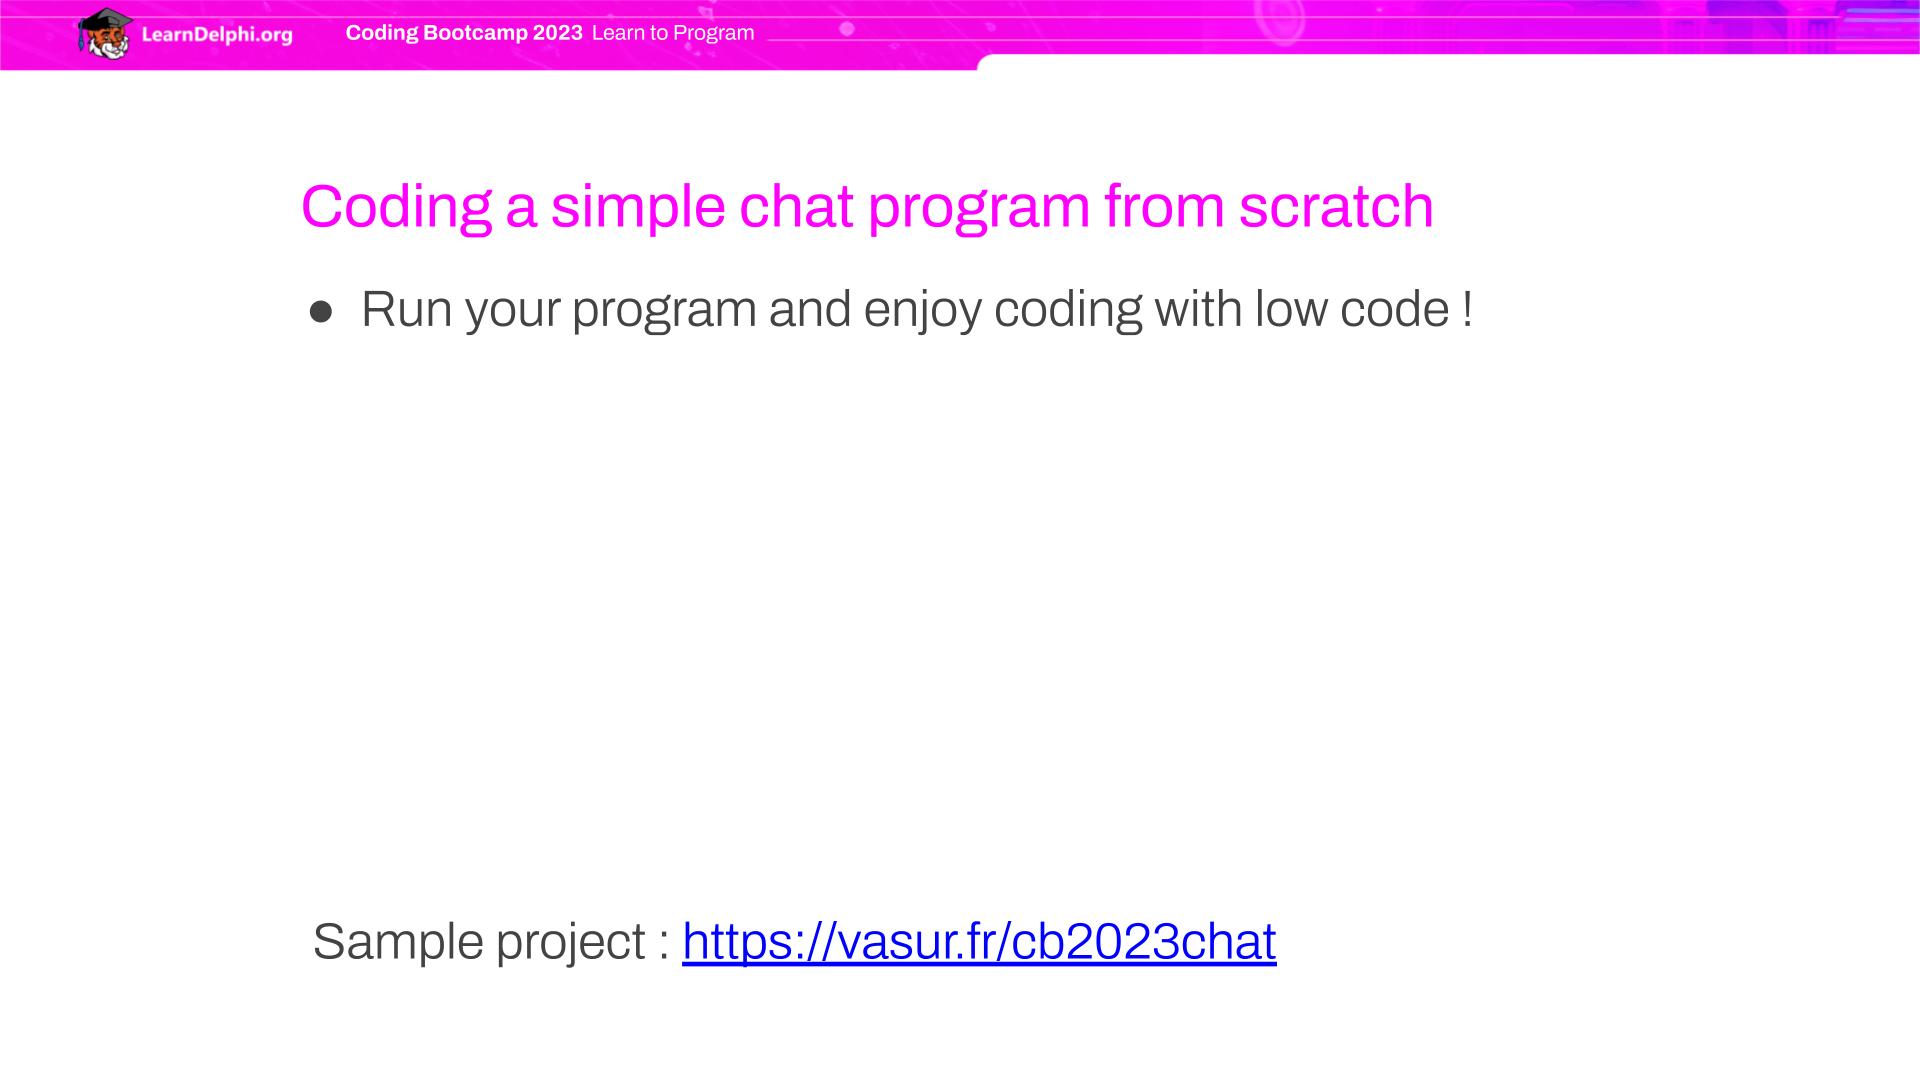 LearnDelphi.org
Coding Bootcamp 2023 Learn to Program
Coding a simple chat program from scratch
● Run your program and enjoy coding with low code !
Sample project : https://vasur.fr/cb2023chat